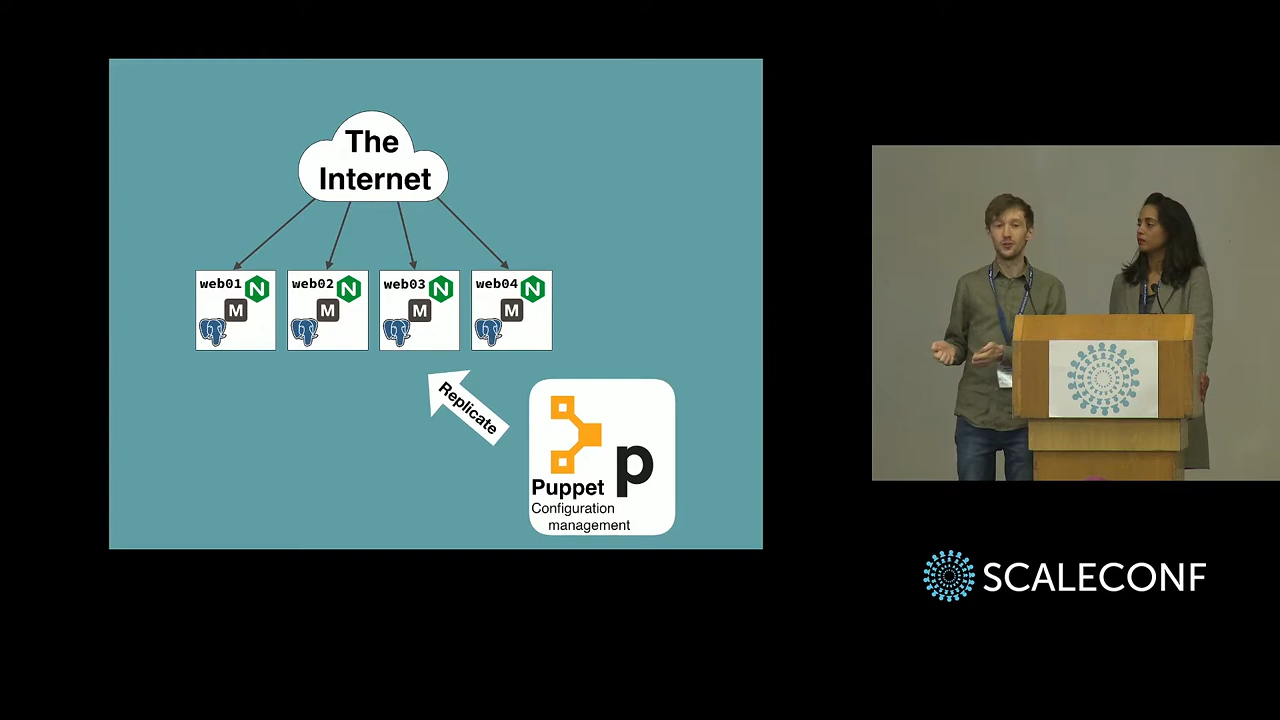 The
Internet
web01 N
M
web02 N
M
web03 N
M
web04 N
M
Replicate
p
Puppet
Configuration
management
SCALECONF